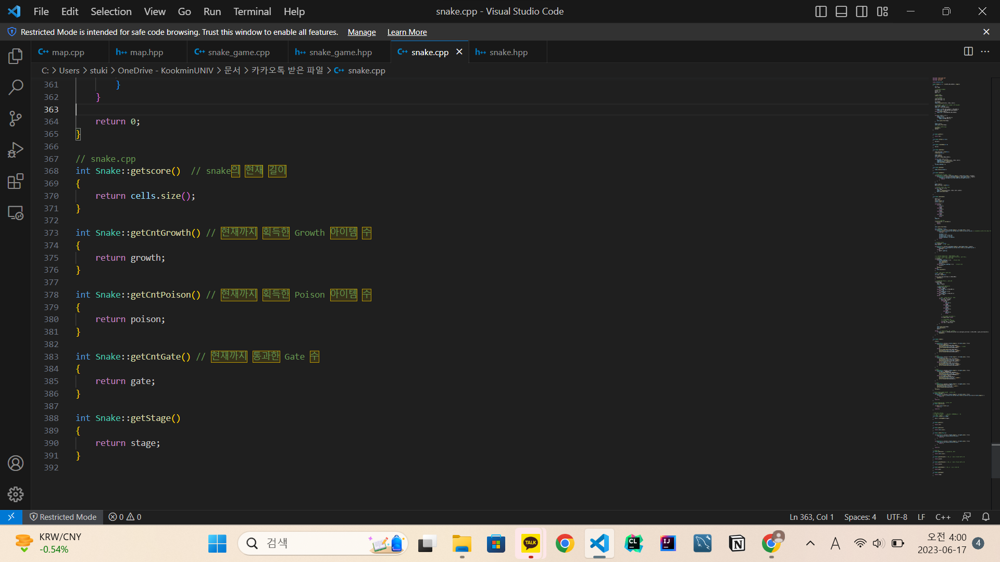 File Edit Selection View Go Run Terminal Help
snake.cpp - Visual Studio Code
Restricted Mode is intended for safe code browsing. Trust this window to enable all features. Manage Learn More
C++ map.cpp h++ map.hpp C++ snake_game.cpp h++ snake_game.hpp C++ snake.cpp h++ snake.hpp
C: > Users > stuki > OneDrive - KookminUNIV > 문서 > 카카오톡 받은 파일 > C++ snake.cpp
361 }
362 }
363
364 return 0;
365 }
366
367 // snake.cpp
368 int Snake::getscore() // snake의 현재 길이
369 {
370 return cells.size();
371 }
372
373 int Snake::getCntGrowth() // 현재까지 획득한 Growth 아이템 수
374 {
375 return growth;
376 }
377
378 int Snake::getCntPoison() // 현재까지 획득한 Poison 아이템 수
379 {
380 return poison;
381 }
382
383 int Snake::getCntGate() // 현재까지 통과한 Gate 수
384 {
385 return gate;
386 }
387
388 int Snake::getStage()
389 {
390 return stage;
391 }
392
Restricted Mode 0 0
Ln 363, Col 1 Spaces: 4 UTF-8 LF C++
KRW/CNY
-0.54%
검색
TALK
CL
IJ
N
A
오전 4:00
2023-06-17
4